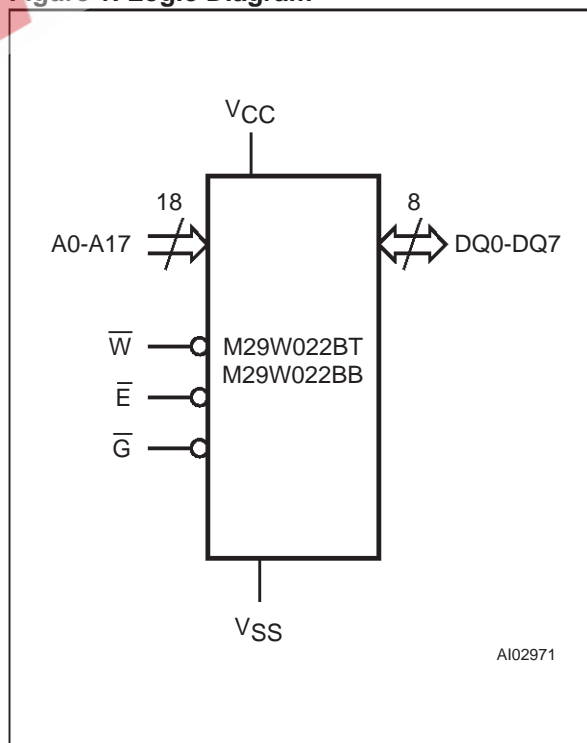 VCC
18
8
A0-A17
DQ0-DQ7
W̅
M29W022BT
E̅
M29W022BB
G̅
VSS
AI02971